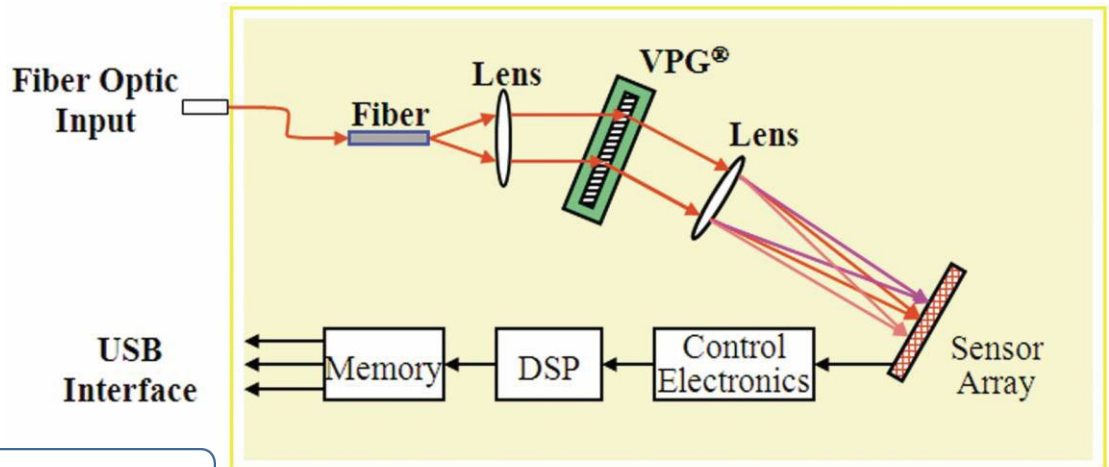 Fiber Optic
Input
Fiber
Lens
VPG®
Lens
USB
Interface
Memory
DSP
Control
Electronics
Sensor
Array